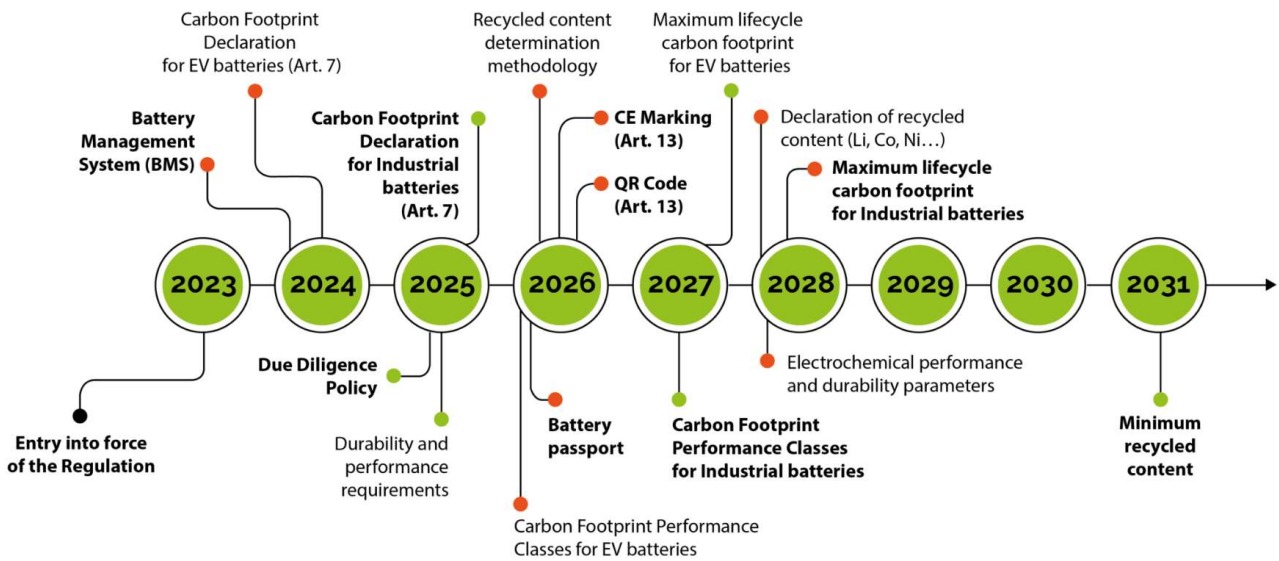 Carbon Footprint
Declaration
for EV batteries (Art. 7)
Recycled content
determination
methodology
Maximum lifecycle
carbon footprint
for EV batteries
Battery
Management
System (BMS)
Carbon Footprint
Declaration
for Industrial
batteries
(Art. 7)
CE Marking
(Art. 13)
QR Code
(Art. 13)
Declaration of recycled
content (Li, Co, Ni...)
Maximum lifecycle
carbon footprint
for Industrial batteries
2023
2024
2025
2026
2027
2028
2029
2030
2031
Entry into force
of the Regulation
Due Diligence
Policy
Durability and
performance
requirements
Battery
passport
Carbon Footprint Performance
Classes for EV batteries
Carbon Footprint
Performance Classes
for Industrial batteries
Electrochemical performance
and durability parameters
Minimum
recycled
content